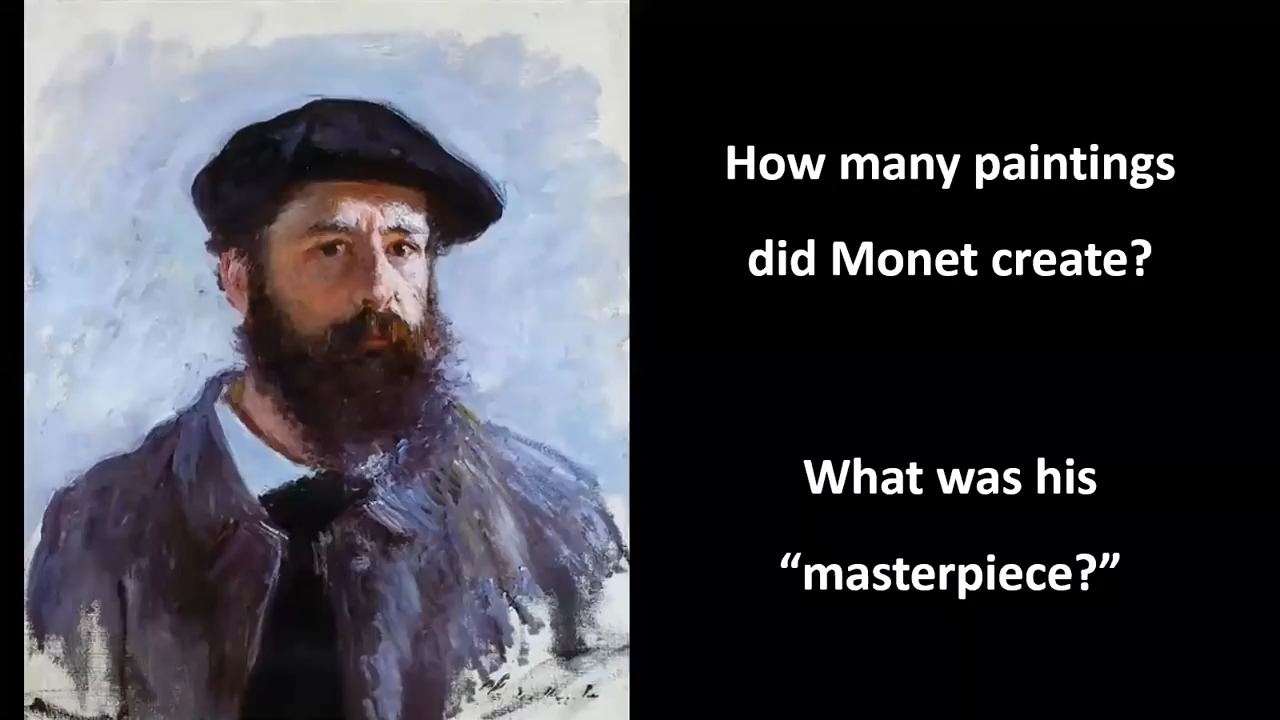 How many paintings
did Monet create?
What was his
“masterpiece?”